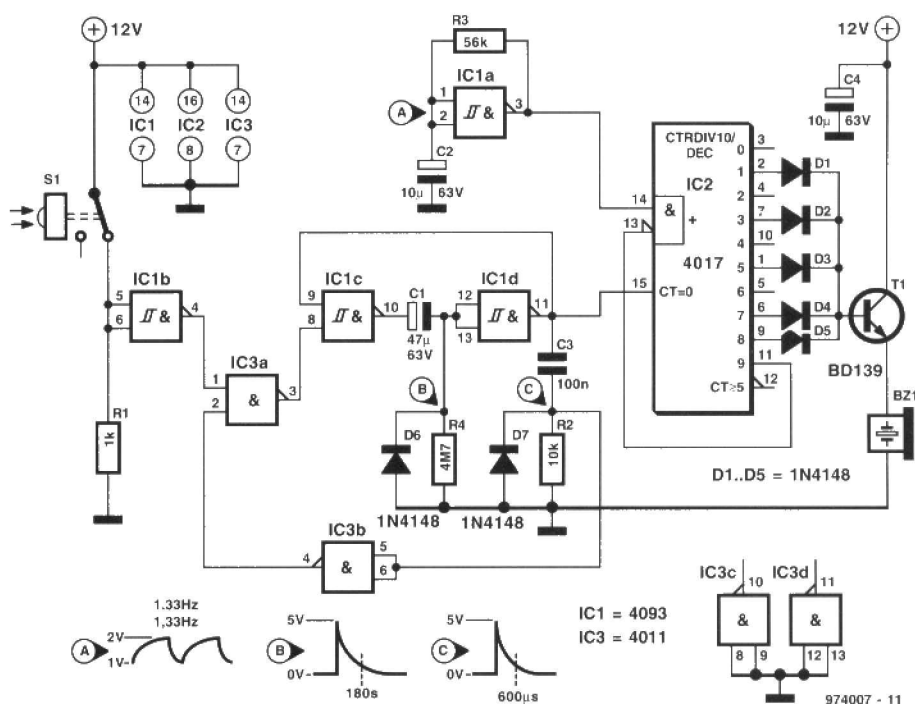 12V
14
16
14
IC1
IC2
IC3
7
8
7
S1
R3
56k
IC1a
1
2
3
A
C2
10μ
63V
12V
C4
10μ
63V
CTRDIV10/
DEC
IC2
4017
14
13
&
+
15
CT=0
CT≥5
0
3
1
2
2
4
3
7
4
10
5
1
6
5
7
6
8
9
9
11
12
D1
D2
D3
D4
D5
T1
BD139
BZ1
D1..D5 = 1N4148
IC1b
5
6
&
4
IC3a
1
2
&
3
IC1c
9
8
&
10
C1
47μ
63V
IC1d
12
13
&
11
C3
100n
B
C
R1
1k
D6
R4
4M7
D7
R2
10k
1N4148
1N4148
IC3b
4
&
5
6
1.33Hz
1,33Hz
A
2V
1V
B
5V
0V
180s
C
5V
0V
600μs
IC1 = 4093
IC3 = 4011
IC3c
10
&
8
9
IC3d
11
&
12
13
974007 - 11